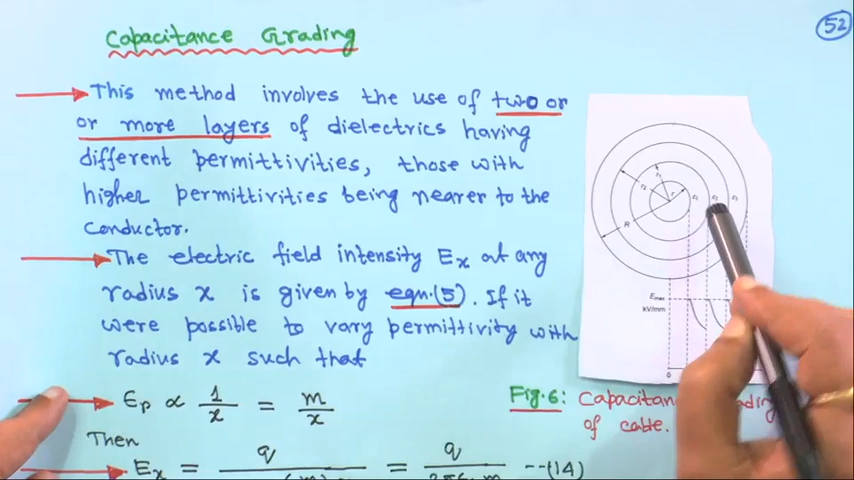 52
Capacitance Grading
This method involves the use of two or
or more layers of dielectrics having
different permittivities, those with
higher permittivities being nearer to the
conductor.
The electric field intensity Ex at any
radius x is given by eqn.(5). If it
were possible to vary permittivity with
radius x such that
εp ∝ 1/x = m/x
Then
Ex = q = q --(14)
r
r1
r2
R
ε1
ε2
ε3
Emax
kV/mm
0
Fig.6: Capacitan
of cable.